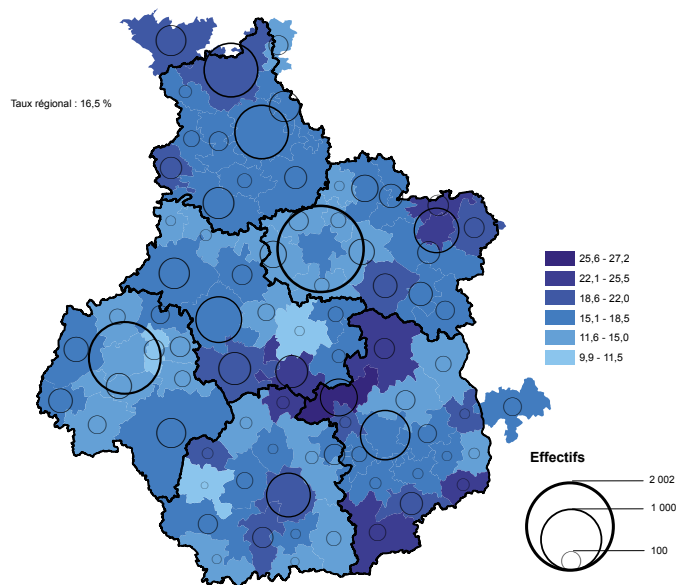 Taux régional : 16,5 %
25,6 - 27,2
22,1 - 25,5
18,6 - 22,0
15,1 - 18,5
11,6 - 15,0
9,9 - 11,5
Effectifs
2 002
1 000
100